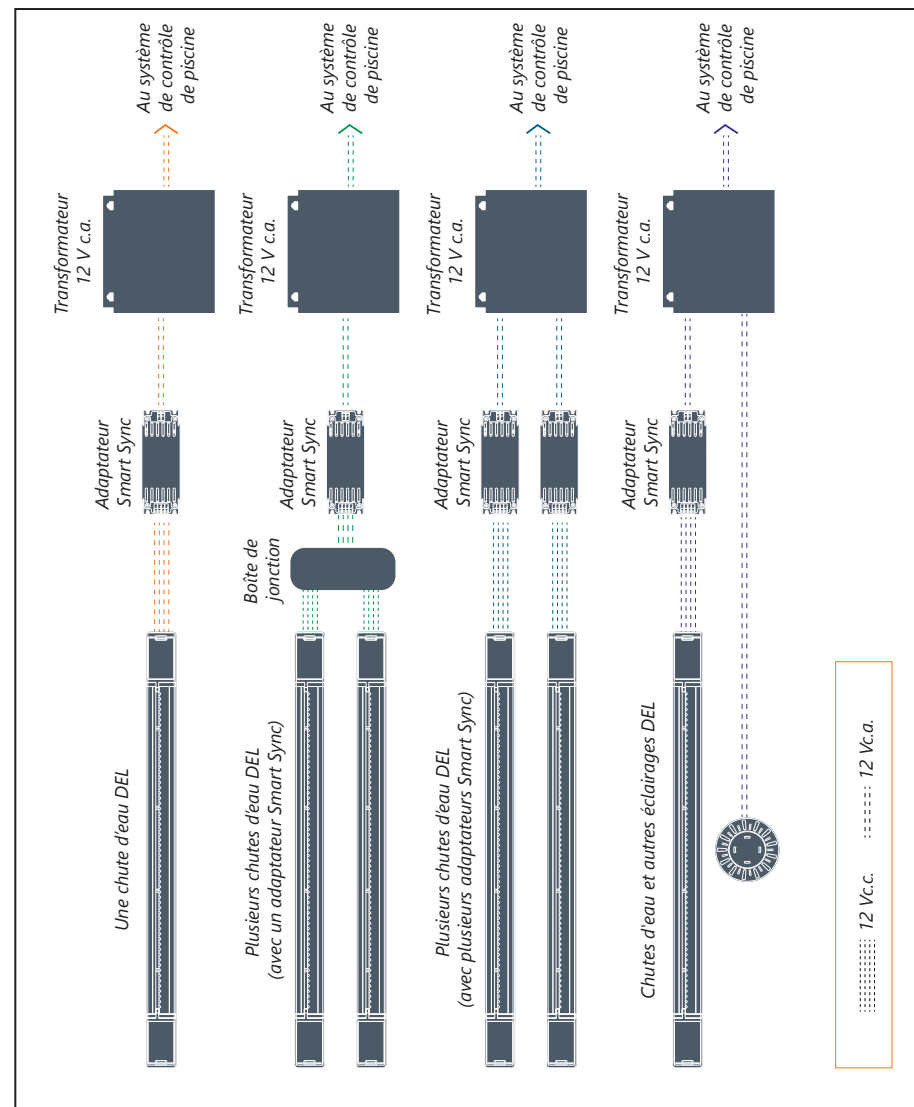 Une chute d'eau DEL
Adaptateur
Smart Sync
Transformateur
12 V c.a.
Au système
de contrôle
de piscine
Plusieurs chutes d'eau DEL
(avec un adaptateur Smart Sync)
Boîte de
jonction
Adaptateur
Smart Sync
Transformateur
12 V c.a.
Au système
de contrôle
de piscine
Plusieurs chutes d'eau DEL
(avec plusieurs adaptateurs Smart Sync)
Adaptateur
Smart Sync
Transformateur
12 V c.a.
Au système
de contrôle
de piscine
Chutes d'eau et autres éclairages DEL
Adaptateur
Smart Sync
Transformateur
12 V c.a.
Au système
de contrôle
de piscine
12 Vc.c.
12 Vc.a.